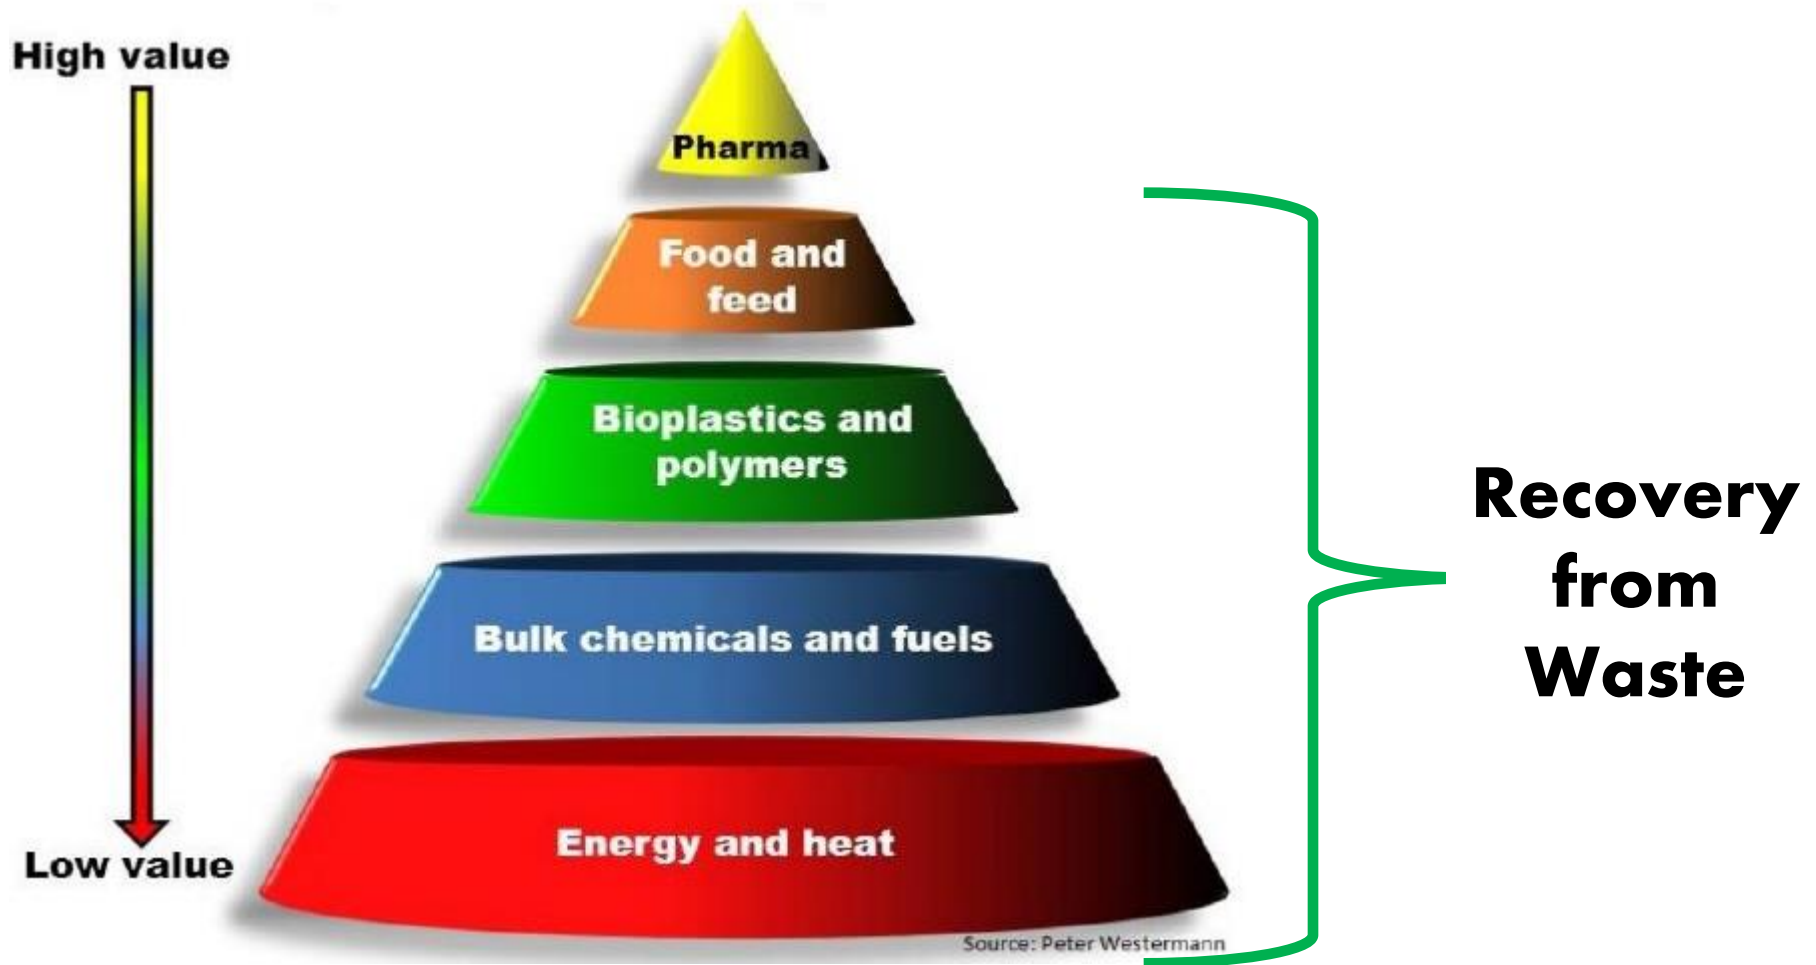 High value
Pharma
Food and
feed
Bioplastics and
polymers
Bulk chemicals and fuels
Energy and heat
Low value
Source: Peter Westermann
Recovery
from
Waste